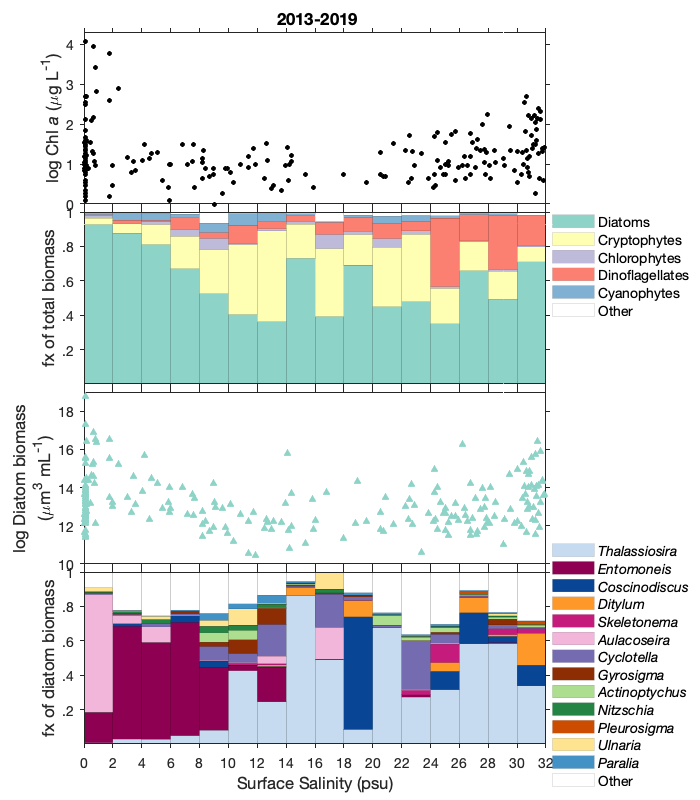 2013-2019
log Chl a (μg L⁻¹)
4
3
2
1
0
fx of total biomass
1
.8
.6
.4
.2
Diatoms
Cryptophytes
Chlorophytes
Dinoflagellates
Cyanophytes
Other
log Diatom biomass
(μm³ mL⁻¹)
18
16
14
12
10
fx of diatom biomass
1
.8
.6
.4
.2
Thalassiosira
Entomoneis
Coscinodiscus
Ditylum
Skeletonema
Aulacoseira
Cyclotella
Gyrosigma
Actinoptychus
Nitzschia
Pleurosigma
Ulnaria
Paralia
Other
0 2 4 6 8 10 12 14 16 18 20 22 24 26 28 30 32
Surface Salinity (psu)